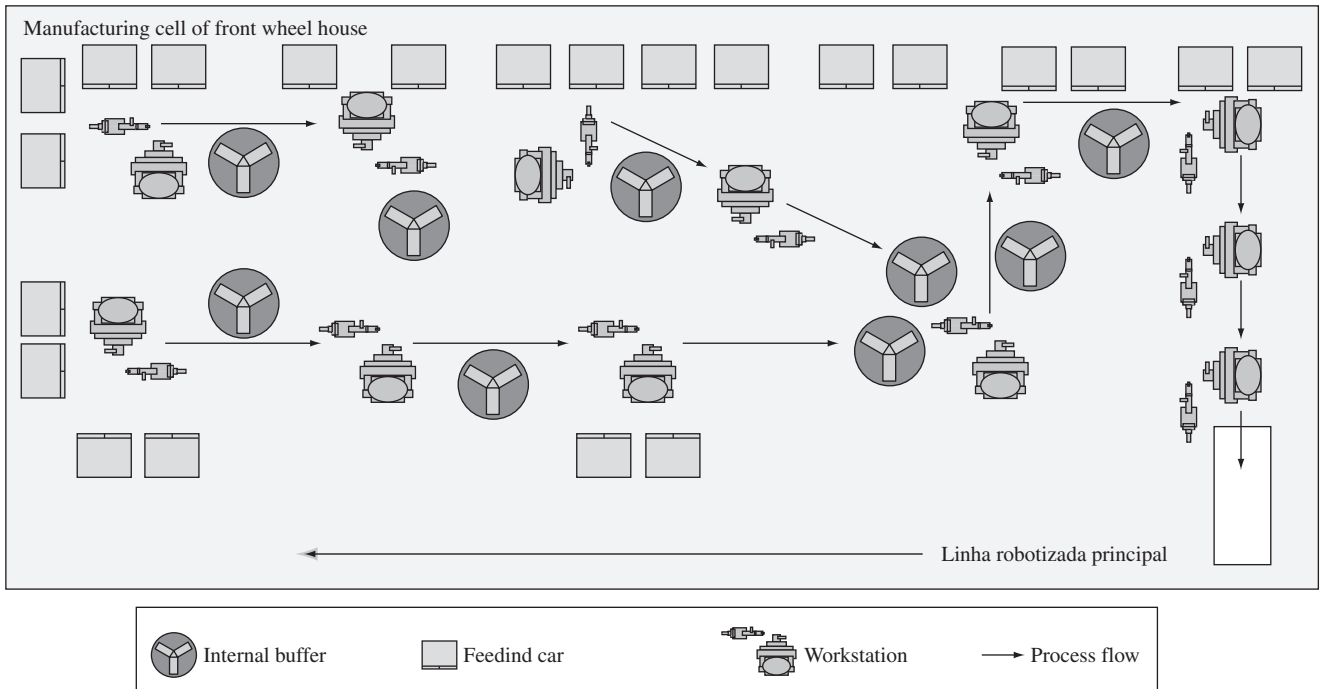 Manufacturing cell of front wheel house
Linha robotizada principal
Internal buffer
Feedind car
Workstation
Process flow